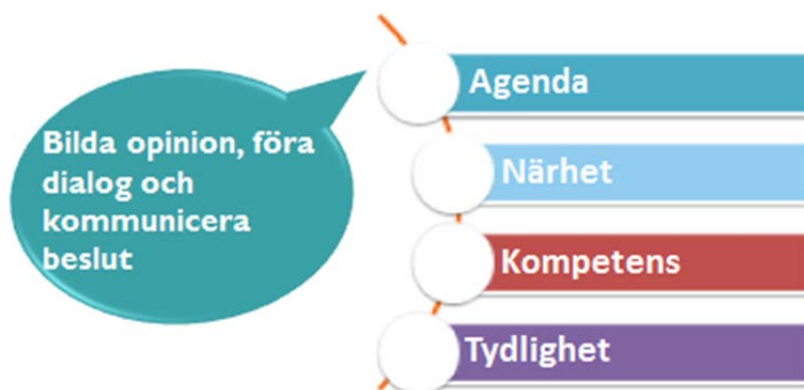 Bilda opinion, föra
dialog och
kommunicera
beslut
Agenda
Närhet
Kompetens
Tydlighet